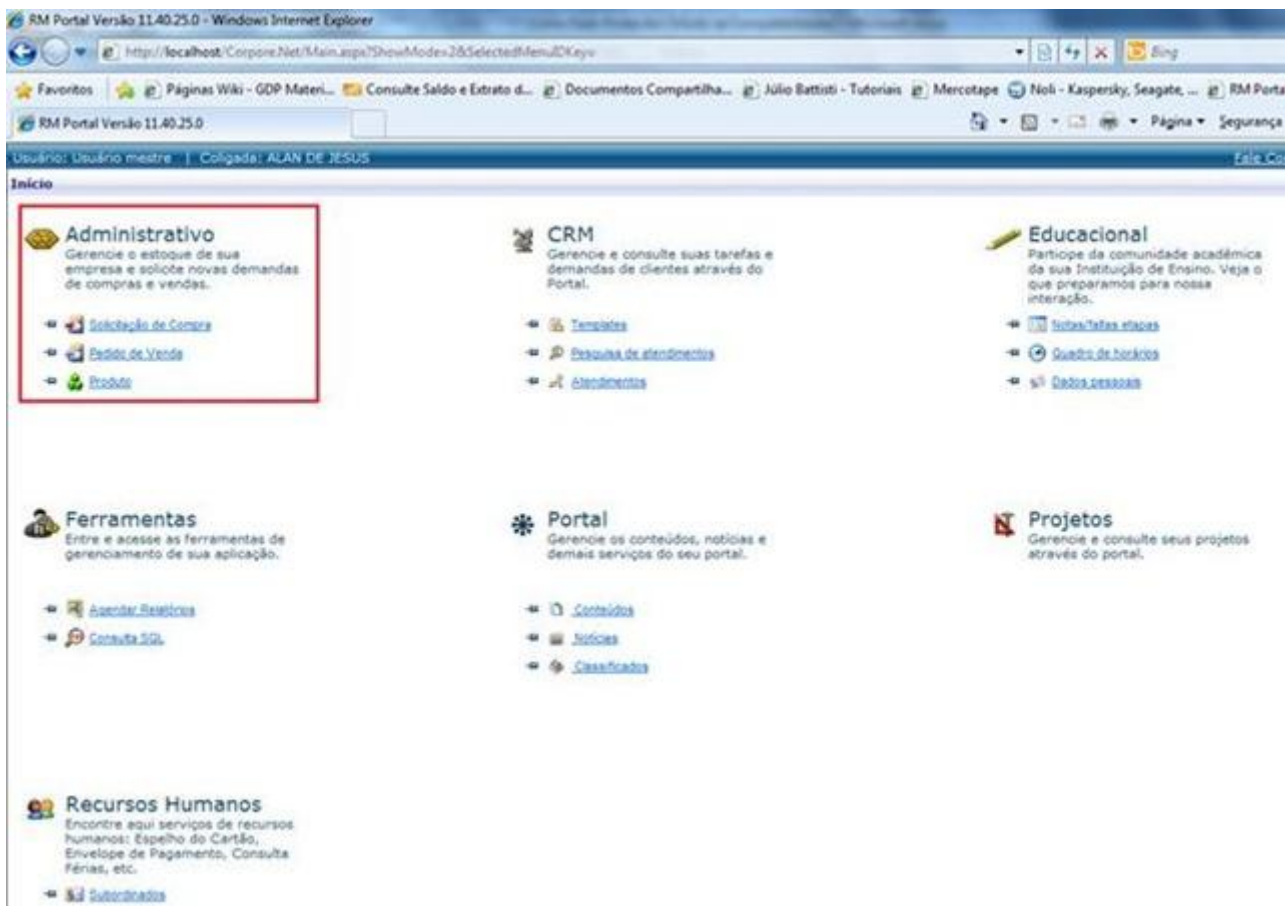 RM Portal Versão 11.40.25.0 - Windows Internet Explorer
http://localhost/Corpore.Net/Main.aspx?ShowMode=2&SelectedMenuIDKey=
Bing
Favoritos
Páginas Wiki - GDP Materi...
Consulte Saldo e Extrato d...
Documentos Compartilha...
Júlio Battisti - Tutoriais
Mercotape
Noli - Kaspersky, Seagate, ...
RM Porta
RM Portal Versão 11.40.25.0
Página
Segurança
Usuário: Usuário mestre | Coligada: ALAN DE JESUS
Fale Co
Início
Administrativo
Gerencie o estoque de sua
empresa e solicite novas demandas
de compras e vendas.
Solicitação de Compra
Pedido de Venda
Produto
CRM
Gerencie e consulte suas tarefas e
demandas de clientes através do
Portal.
Templates
Pesquisa de atendimentos
Atendimentos
Educacional
Participe da comunidade acadêmica
da sua Instituição de Ensino. Veja o
que preparamos para nossa
interação.
Notas/faltas etapas
Quadro de horários
Dados pessoais
Ferramentas
Entre e acesse as ferramentas de
gerenciamento de sua aplicação.
Agendar Relatórios
Consulta SQL
Portal
Gerencie os conteúdos, notícias e
demais serviços do seu portal.
Conteúdos
Notícies
Classificados
Projetos
Gerencie e consulte seus projetos
através do portal.
Recursos Humanos
Encontre aqui serviços de recursos
humanos: Espelho do Cartão,
Envelope de Pagamento, Consulta
Férias, etc.
Subordinados